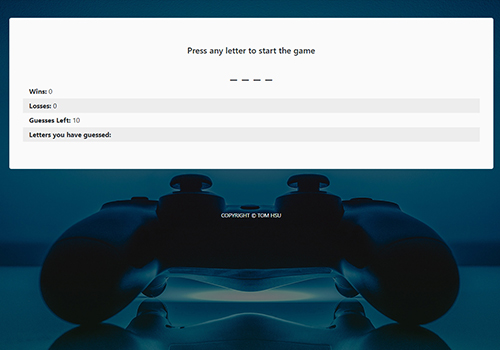 Press any letter to start the game
_ _ _ _
Wins: 0
Losses: 0
Guesses Left: 10
Letters you have guessed:
COPYRIGHT © TOM HSU